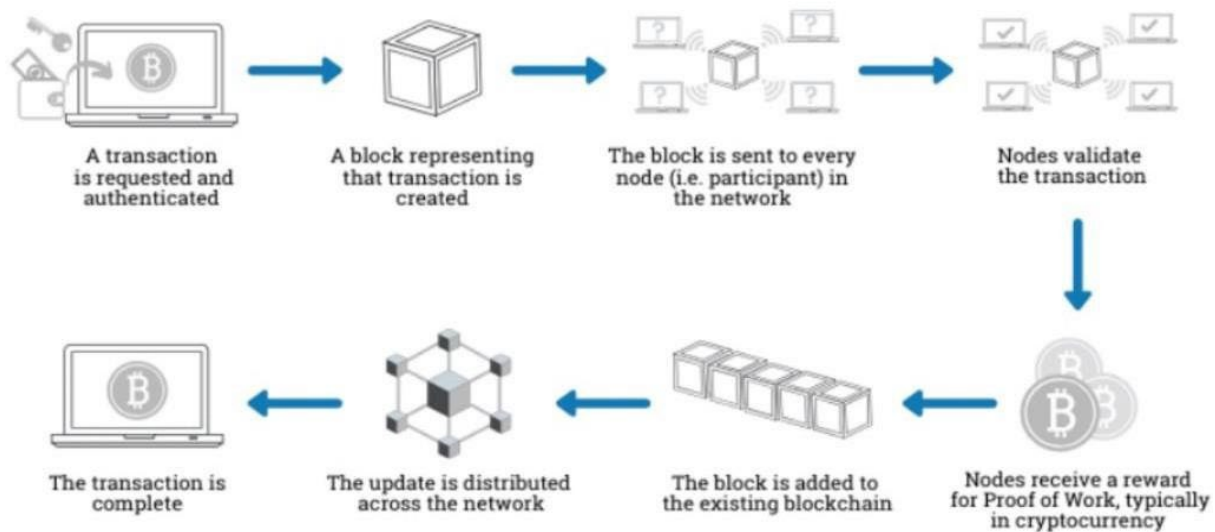 A transaction
is requested and
authenticated
A block representing
that transaction is
created
The block is sent to every
node (i.e. participant) in
the network
Nodes validate
the transaction
The transaction is
complete
The update is distributed
across the network
The block is added to
the existing blockchain
Nodes receive a reward
for Proof of Work, typically
in cryptocurrency